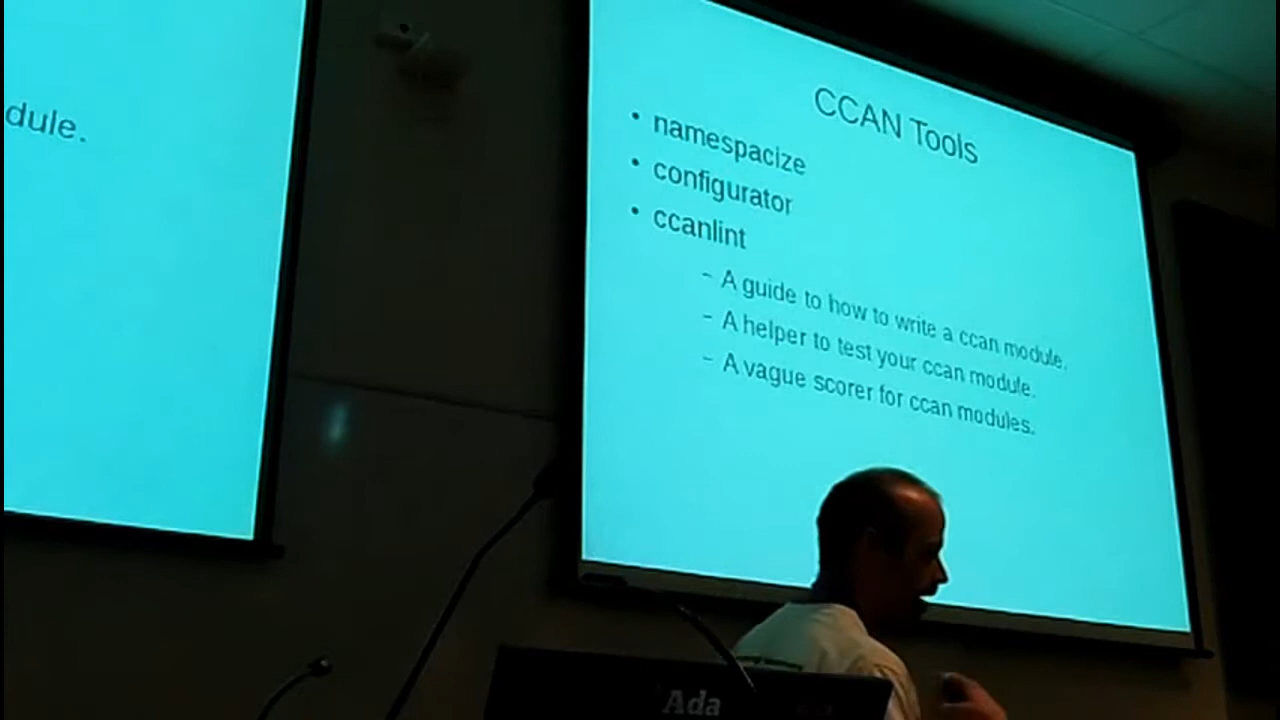 dule.
CCAN Tools
• namespacize
• configurator
• ccanlint
– A guide to how to write a ccan module.
– A helper to test your ccan module.
– A vague scorer for ccan modules.
Ada